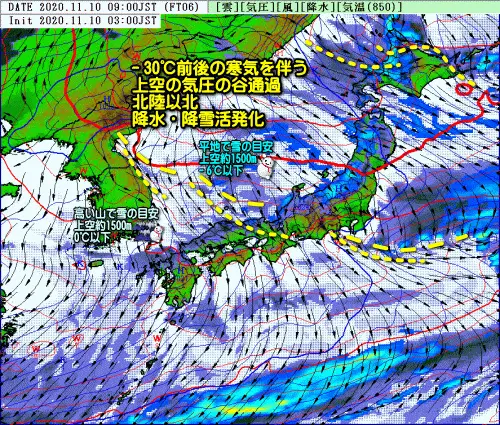 DATE 2020.11.10 09:00JST (FT06)
[雲][気圧][風][降水][気温(850)]
Init 2020.11.10 03:00JST
-30℃前後の寒気を伴う
上空の気圧の谷通過
北陸以北
降水・降雪活発化
平地で雪の目安
上空約1500m
-6℃以下
高い山で雪の目安
上空約1500m
0℃以下
W
W
W